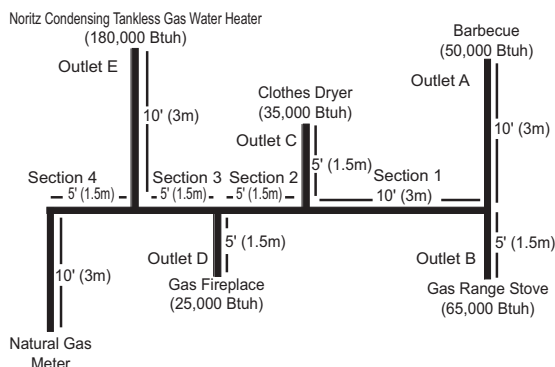 Noritz Condensing Tankless Gas Water Heater
(180,000 Btuh)
Outlet E
10' (3m)
Barbecue
(50,000 Btuh)
Outlet A
10' (3m)
Clothes Dryer
(35,000 Btuh)
Outlet C
5' (1.5m)
Section 4
5' (1.5m)
Section 3
5' (1.5m)
Section 2
5' (1.5m)
Section 1
10' (3m)
10' (3m)
Natural Gas
Meter
Outlet D
5' (1.5m)
Gas Fireplace
(25,000 Btuh)
5' (1.5m)
Outlet B
Gas Range Stove
(65,000 Btuh)